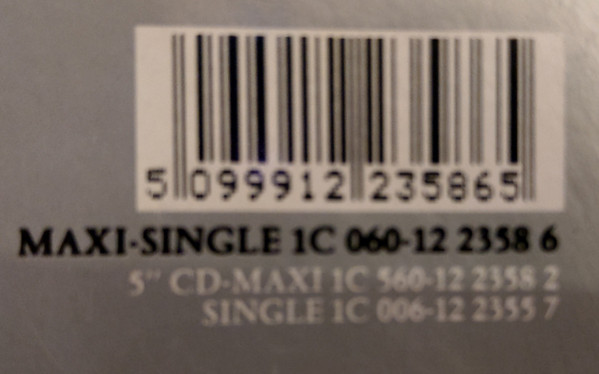 5 099912 235865
MAXI-SINGLE 1C 060-12 2358 6
5" CD-MAXI 1C 560-12 2358 2
SINGLE 1C 006-12 2355 7